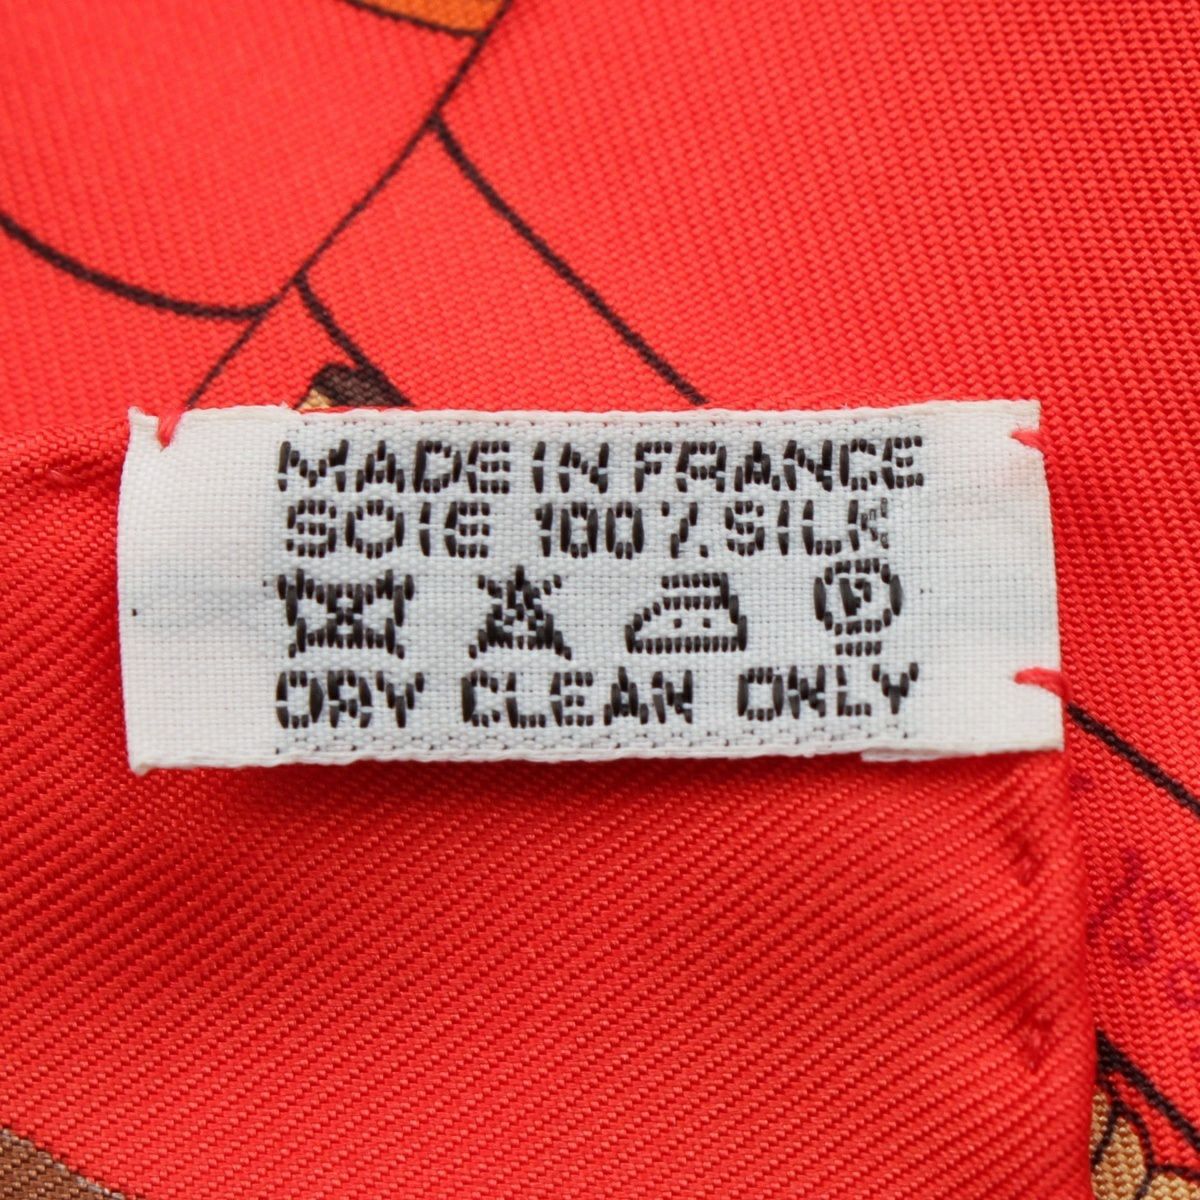 MADE IN FRANCE
SOIE 100% SILK
P
DRY CLEAN ONLY